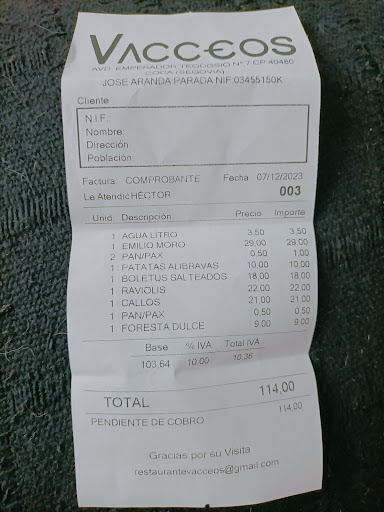 VACCEOS
AVD. EMPERADOR TEODOSIO Nº 7 CP 40480
COCA (SEGOVIA)
JOSE ARANDA PARADA NIF:03455150K
Cliente
N.I.F.:
Nombre:
Dirección
Población
Factura: COMPROBANTE Fecha 07/12/2023
Le Atendió HÉCTOR 003
Unid. Descripción Precio Importe
1 AGUA LITRO 3,50 3,50
1 EMILIO MORO 29,00 29,00
2 PAN/PAX 0,50 1,00
1 PATATAS ALIBRAVAS 10,00 10,00
1 BOLETUS SALTEADOS 18,00 18,00
1 RAVIOLIS 22,00 22,00
1 CALLOS 21,00 21,00
1 PAN/PAX 0,50 0,50
1 FORESTA DULCE 9,00 9,00
Base % IVA Total IVA
103,64 10,00 10,36
TOTAL 114,00
PENDIENTE DE COBRO 114,00
Gracias por su Visita
restaurantevacceos@gmail.com